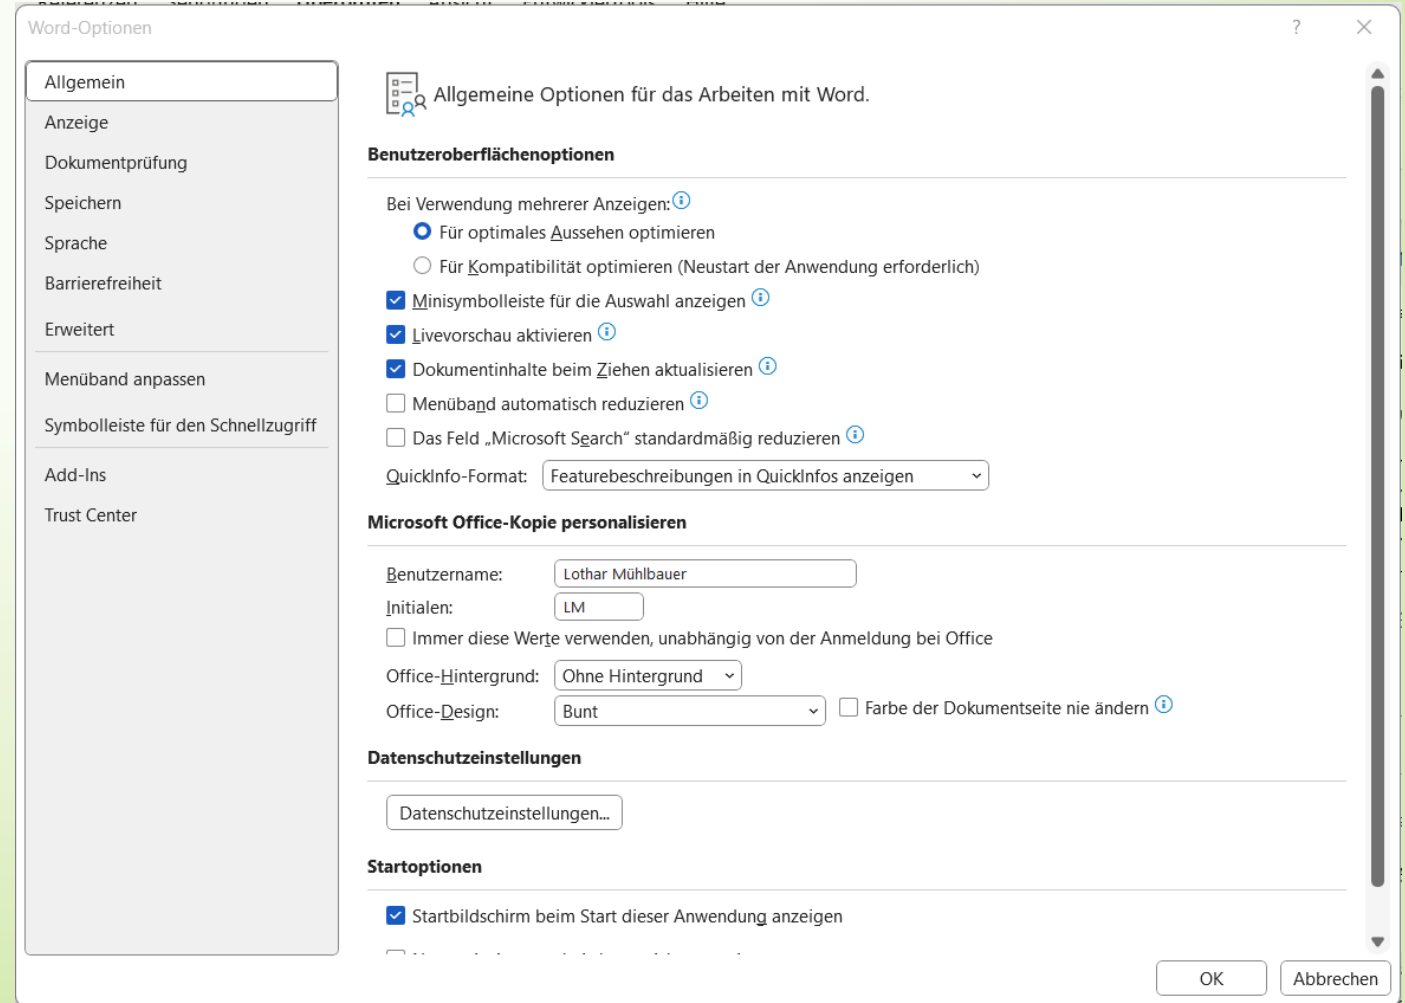 Word-Optionen
Allgemein
Anzeige
Dokumentprüfung
Speichern
Sprache
Barrierefreiheit
Erweitert
Menüband anpassen
Symbolleiste für den Schnellzugriff
Add-Ins
Trust Center
Allgemeine Optionen für das Arbeiten mit Word.
Benutzeroberflächenoptionen
Bei Verwendung mehrerer Anzeigen:
Für optimales Aussehen optimieren
Für Kompatibilität optimieren (Neustart der Anwendung erforderlich)
Minisymbolleiste für die Auswahl anzeigen
Livevorschau aktivieren
Dokumentinhalte beim Ziehen aktualisieren
Menüband automatisch reduzieren
Das Feld „Microsoft Search“ standardmäßig reduzieren
QuickInfo-Format: Featurebeschreibungen in QuickInfos anzeigen
Microsoft Office-Kopie personalisieren
Benutzername: Lothar Mühlbauer
Initialen: LM
Immer diese Werte verwenden, unabhängig von der Anmeldung bei Office
Office-Hintergrund: Ohne Hintergrund
Office-Design: Bunt Farbe der Dokumentseite nie ändern
Datenschutzeinstellungen
Datenschutzeinstellungen...
Startoptionen
Startbildschirm beim Start dieser Anwendung anzeigen
OK Abbrechen